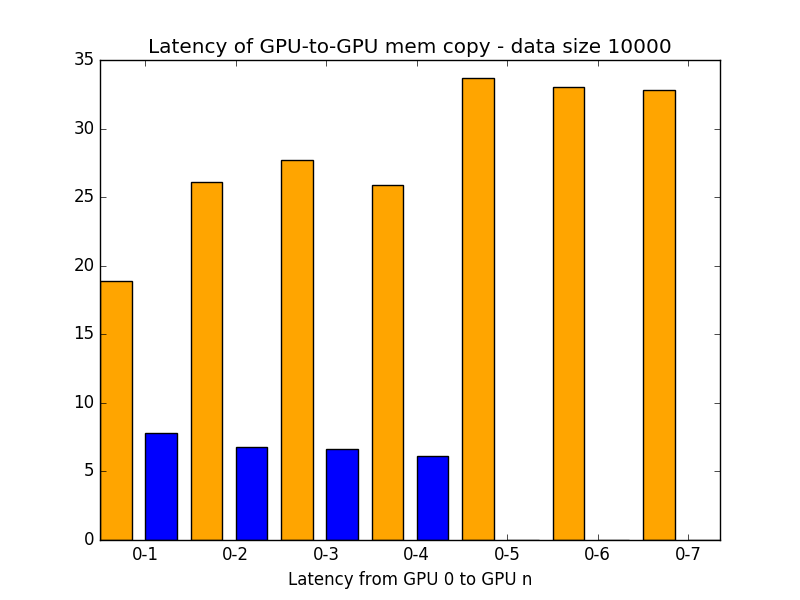 Latency of GPU-to-GPU mem copy - data size 10000
35
30
25
20
15
10
5
0
0-1 0-2 0-3 0-4 0-5 0-6 0-7
Latency from GPU 0 to GPU n